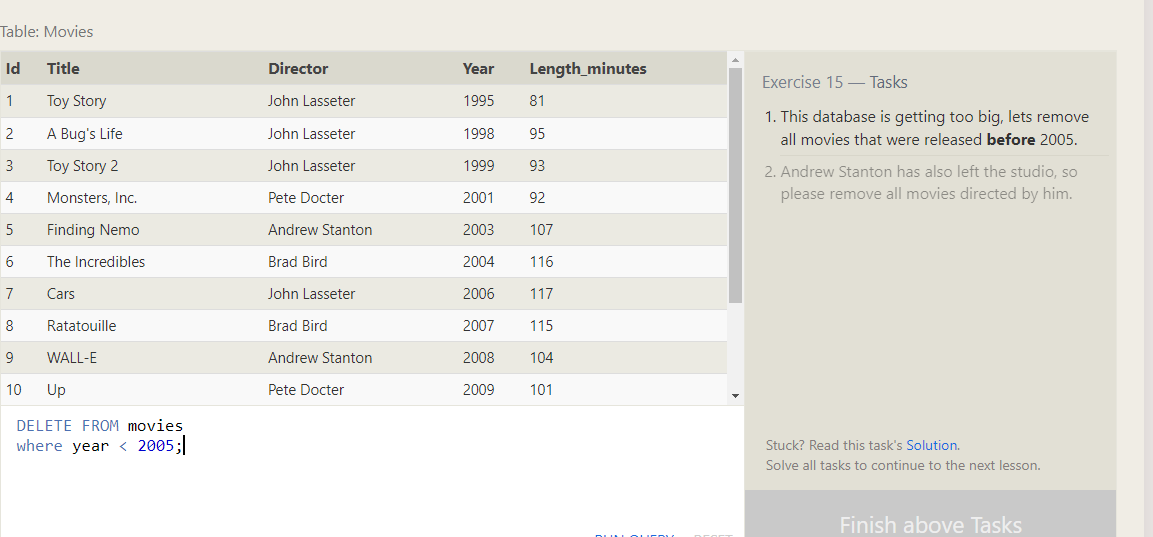 Table: Movies
Id Title Director Year Length_minutes
1 Toy Story John Lasseter 1995 81
2 A Bug's Life John Lasseter 1998 95
3 Toy Story 2 John Lasseter 1999 93
4 Monsters, Inc. Pete Docter 2001 92
5 Finding Nemo Andrew Stanton 2003 107
6 The Incredibles Brad Bird 2004 116
7 Cars John Lasseter 2006 117
8 Ratatouille Brad Bird 2007 115
9 WALL-E Andrew Stanton 2008 104
10 Up Pete Docter 2009 101
DELETE FROM movies
where year < 2005;
RUN QUERY RESET
Exercise 15 — Tasks
1. This database is getting too big, lets remove
all movies that were released before 2005.
2. Andrew Stanton has also left the studio, so
please remove all movies directed by him.
Stuck? Read this task's Solution.
Solve all tasks to continue to the next lesson.
Finish above Tasks